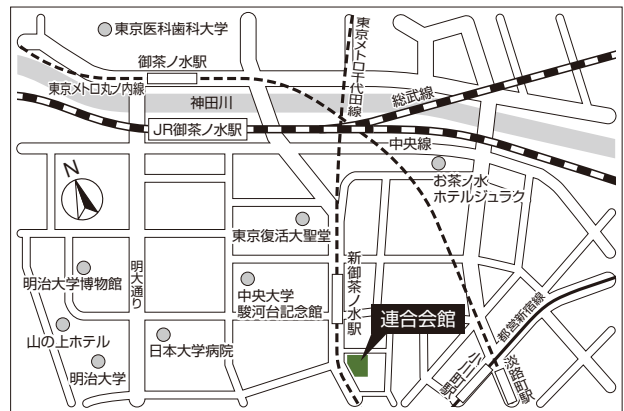 東京医科歯科大学
御茶ノ水駅
東京メトロ丸ノ内線
東京メトロ千代田線
神田川
総武線
JR御茶ノ水駅
中央線
お茶ノ水
ホテルジュラク
N
東京復活大聖堂
新御茶ノ水駅
明治大学博物館
明大通り
中央大学
駿河台記念館
連合会館
都営新宿線
山の上ホテル
日本大学病院
明治大学
小川町駅
淡路町駅